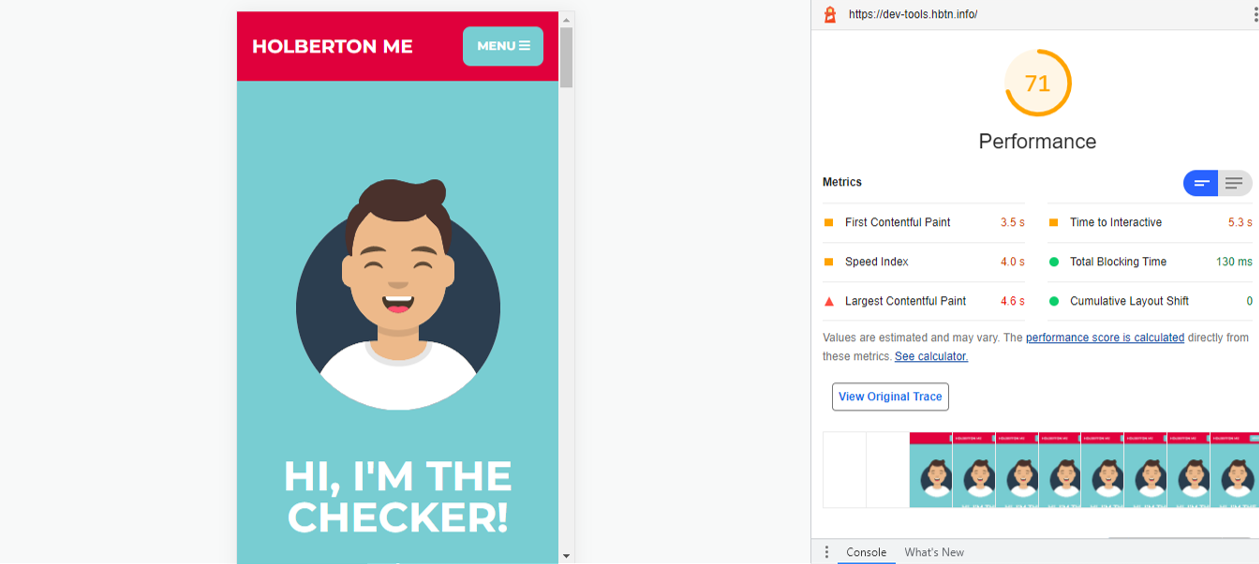 HOLBERTON ME
MENU
HI, I'M THE
CHECKER!
https://dev-tools.hbtn.info/
71
Performance
Metrics
First Contentful Paint 3.5 s
Time to Interactive 5.3 s
Speed Index 4.0 s
Total Blocking Time 130 ms
Largest Contentful Paint 4.6 s
Cumulative Layout Shift 0
Values are estimated and may vary. The performance score is calculated directly from
these metrics. See calculator.
View Original Trace
Console What's New